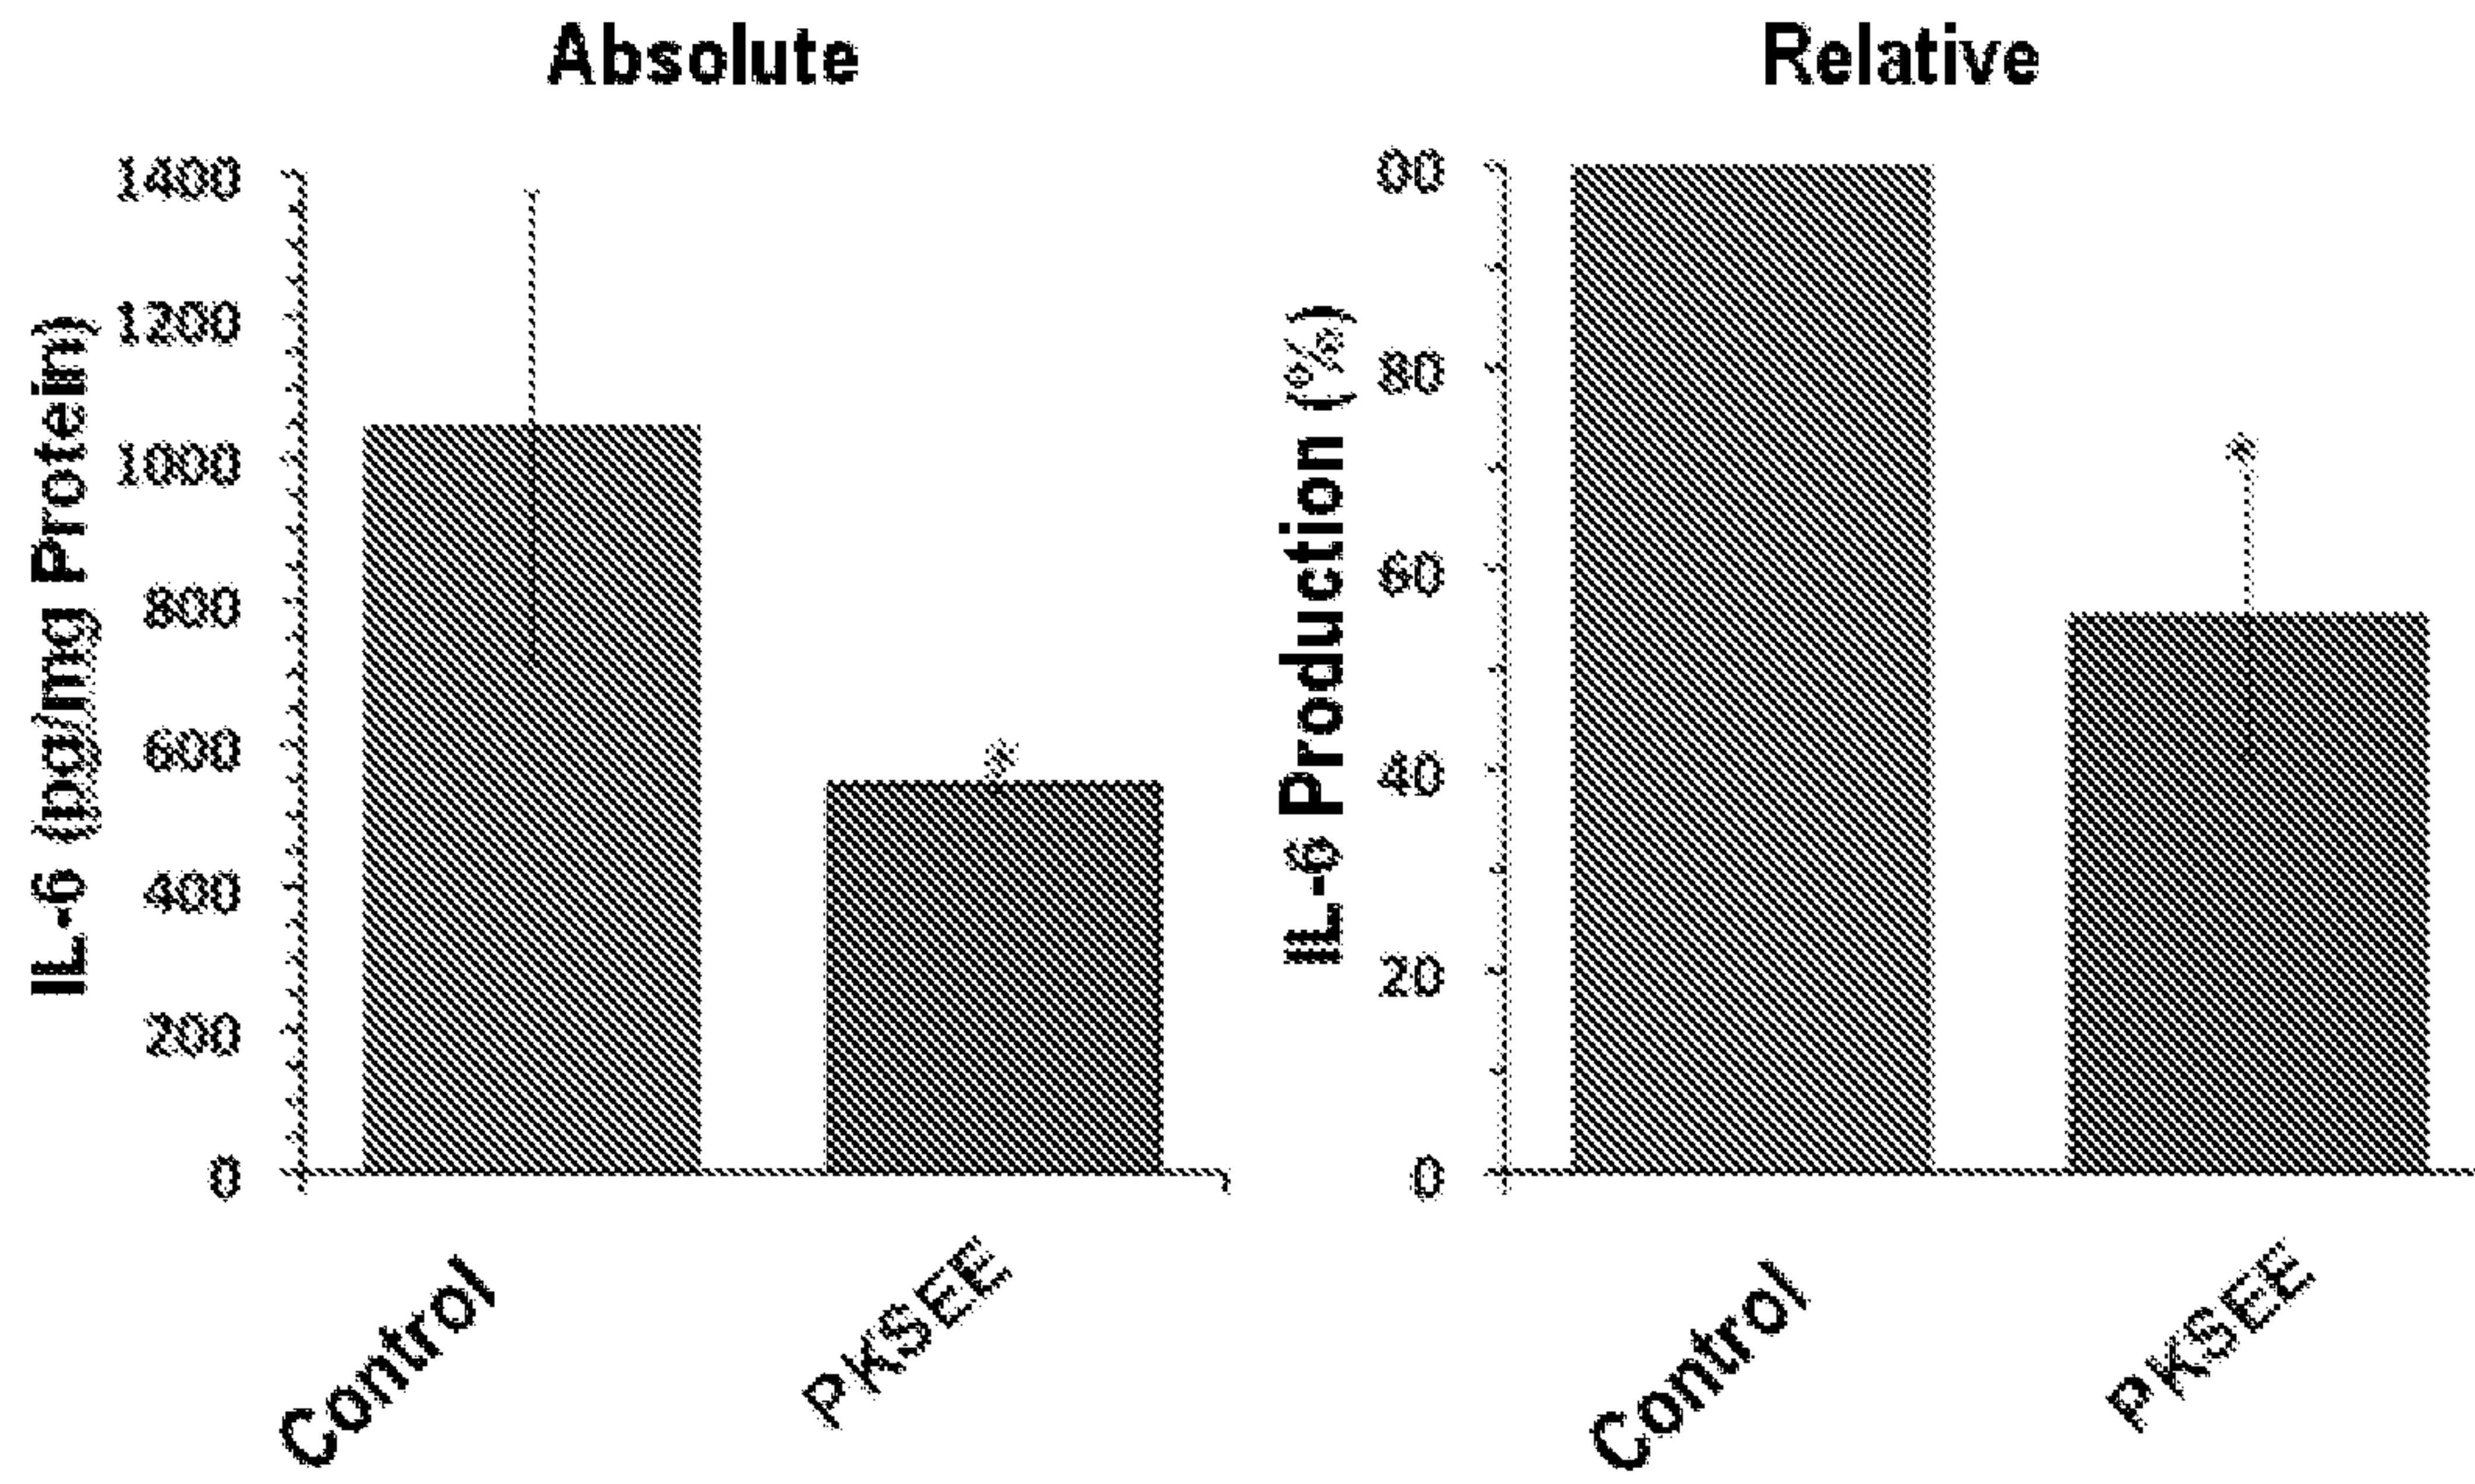 Absolute
Relative
IL-6 (pg/mg Protein)
1400
1200
1000
800
600
400
200
0
*
Control
PKSEE
IL-6 Production (%)
00
80
60
40
20
0
*
Control
PKSEE